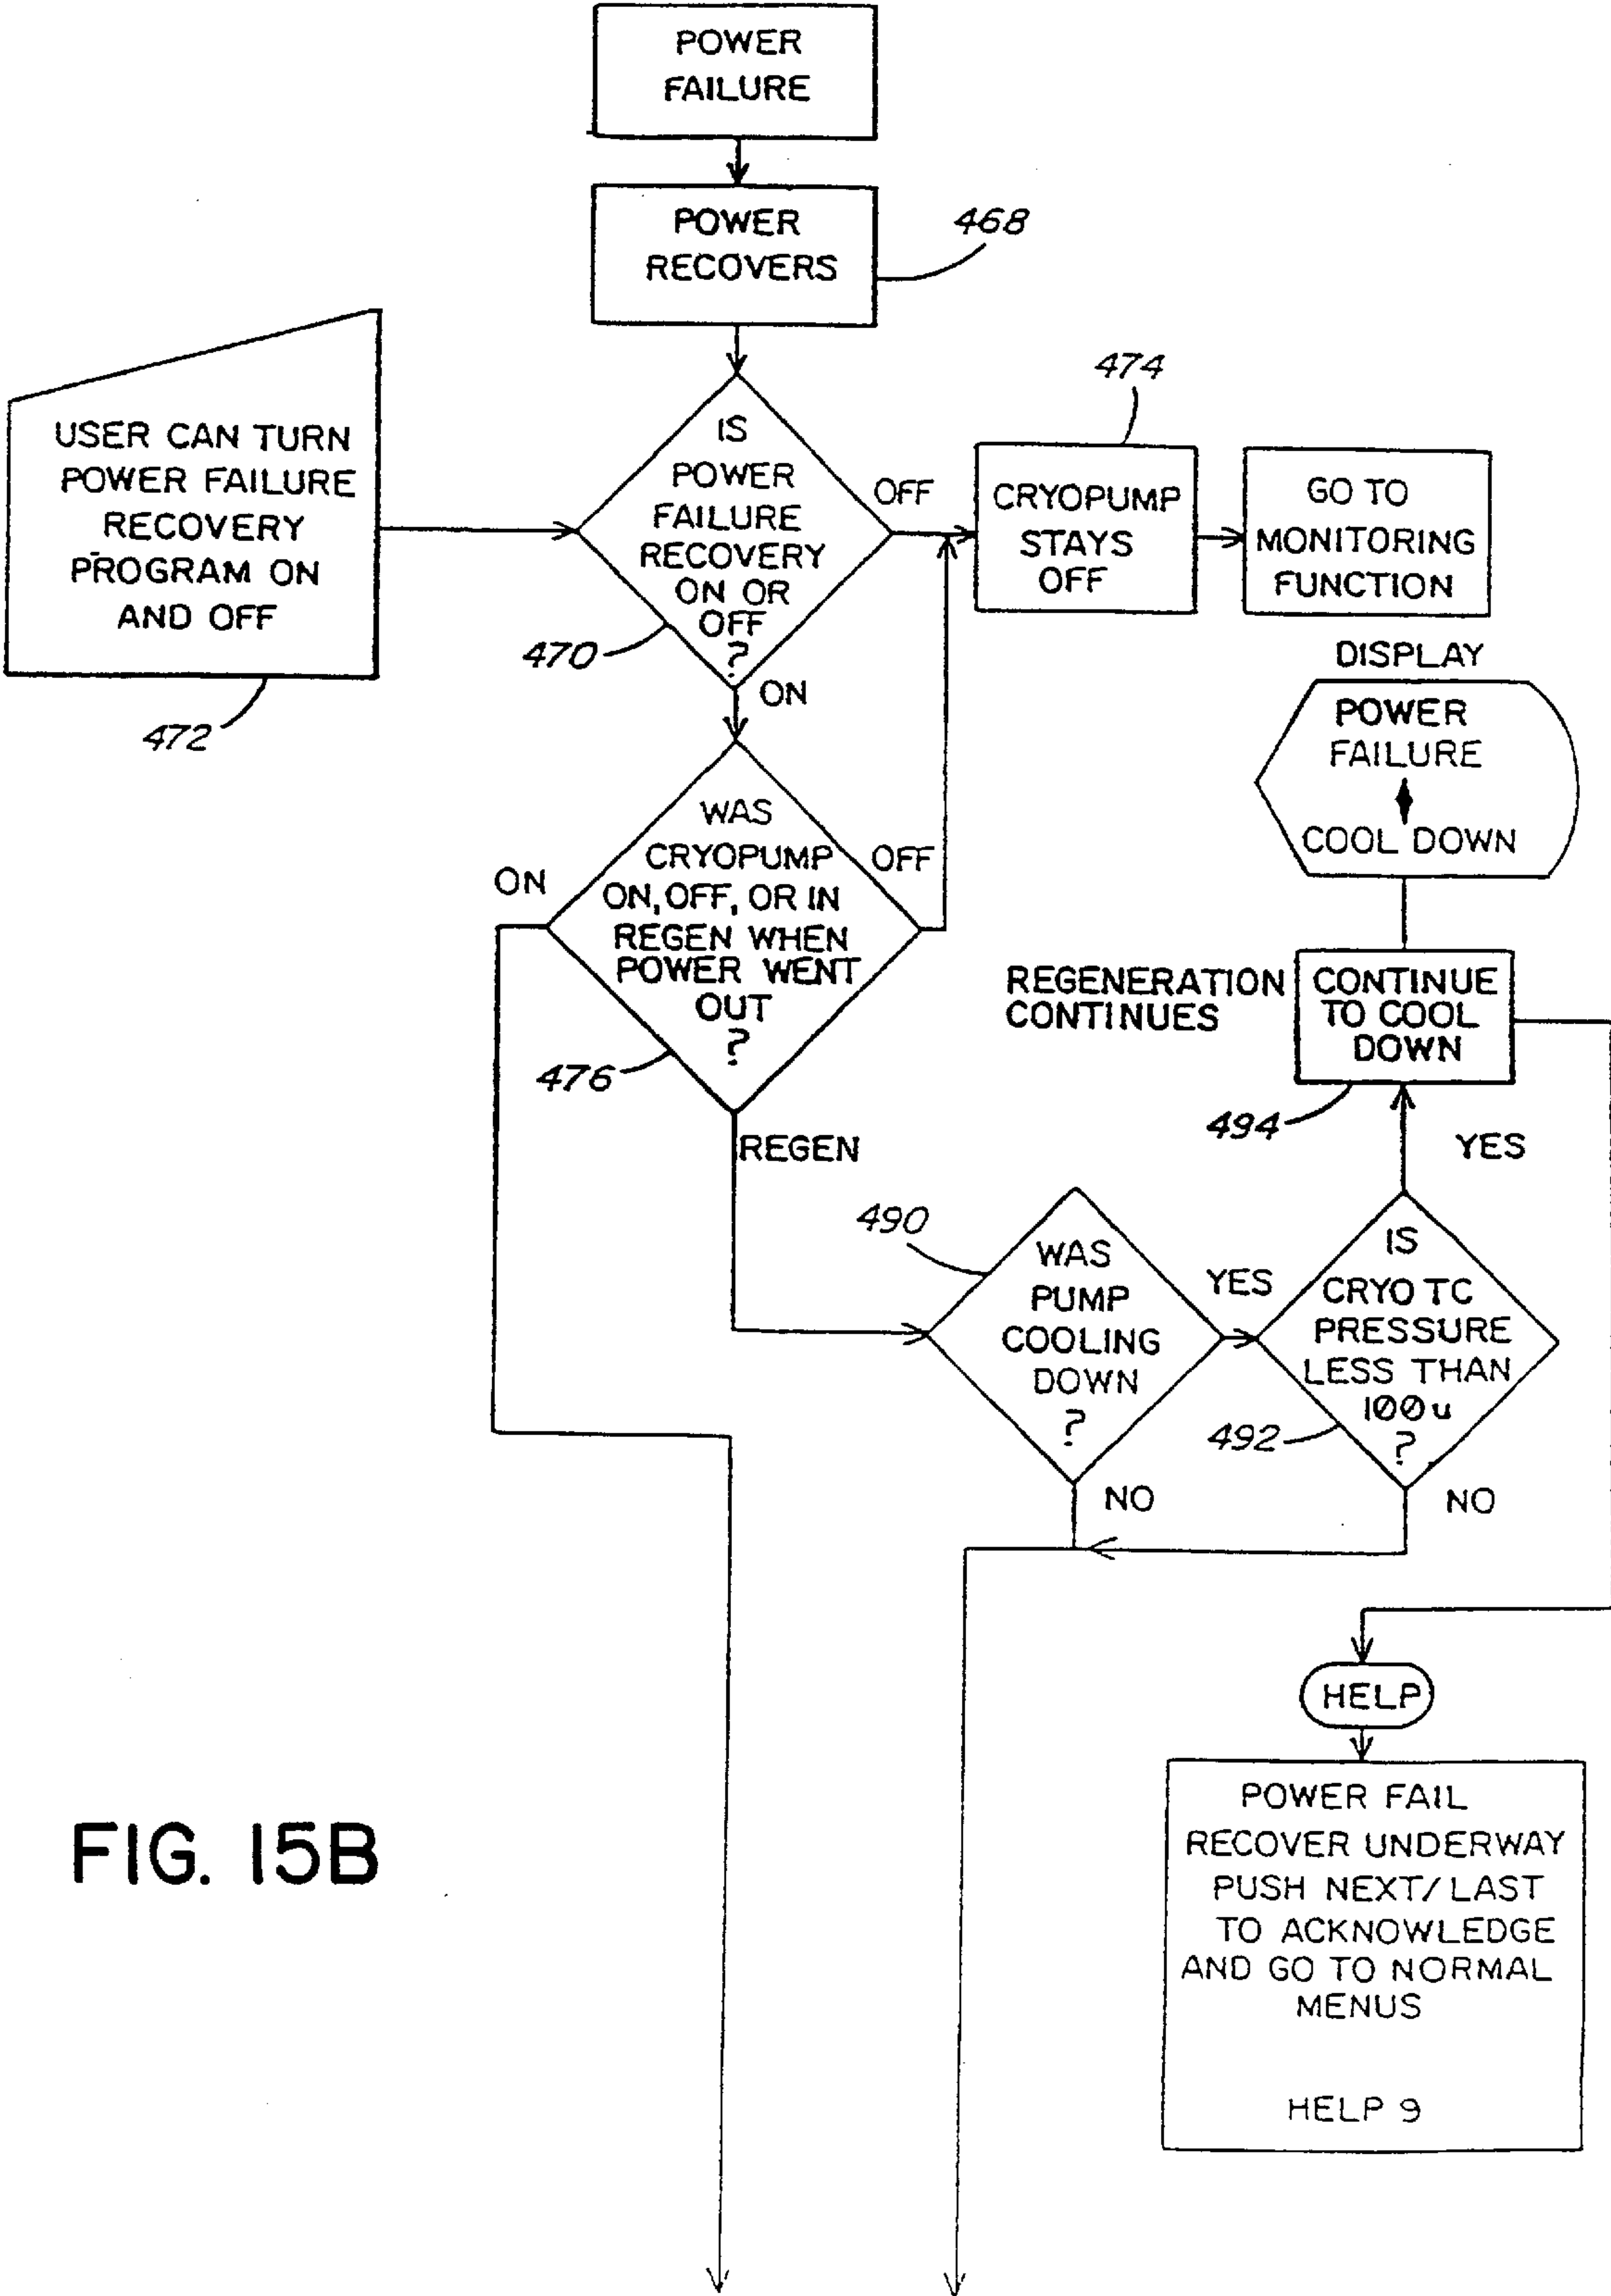 POWER
FAILURE
POWER
RECOVERS
468
USER CAN TURN
POWER FAILURE
RECOVERY
PROGRAM ON
AND OFF
472
IS
POWER
FAILURE
RECOVERY
ON OR
OFF
?
470
OFF
ON
474
CRYOPUMP
STAYS
OFF
GO TO
MONITORING
FUNCTION
WAS
CRYOPUMP
ON, OFF, OR IN
REGEN WHEN
POWER WENT
OUT
?
476
ON
OFF
REGEN
DISPLAY
POWER
FAILURE
COOL DOWN
REGENERATION
CONTINUES
CONTINUE
TO COOL
DOWN
494
YES
490
WAS
PUMP
COOLING
DOWN
?
YES
NO
IS
CRYO TC
PRESSURE
LESS THAN
100u
?
492
NO
HELP
POWER FAIL
RECOVER UNDERWAY
PUSH NEXT/LAST
TO ACKNOWLEDGE
AND GO TO NORMAL
MENUS
HELP 9
FIG. 15B